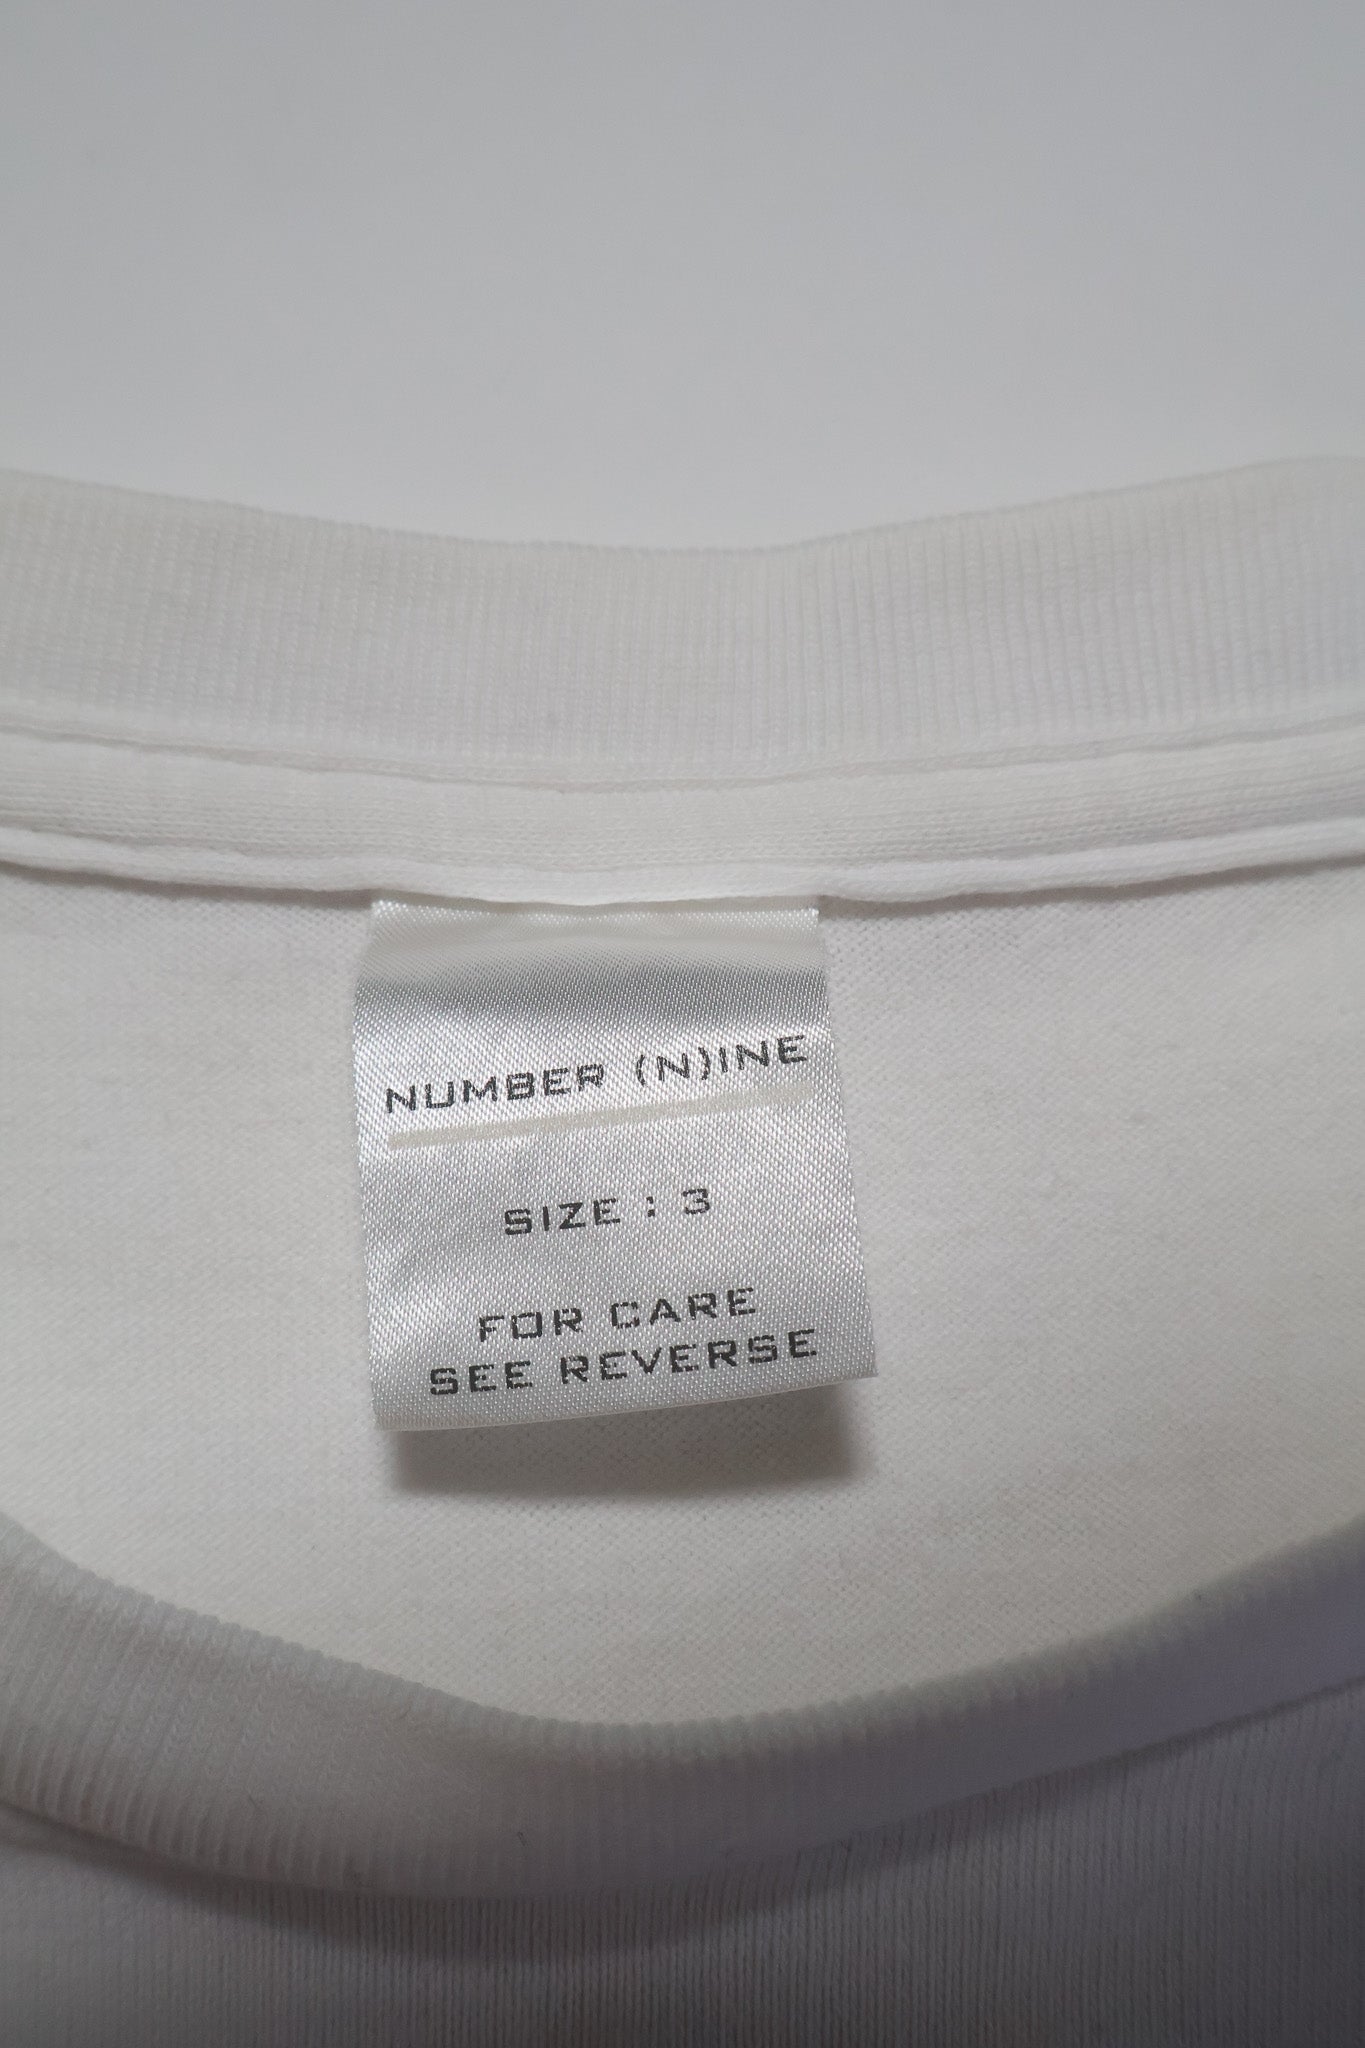 NUMBER (N)INE
SIZE : 3
FOR CARE
SEE REVERSE